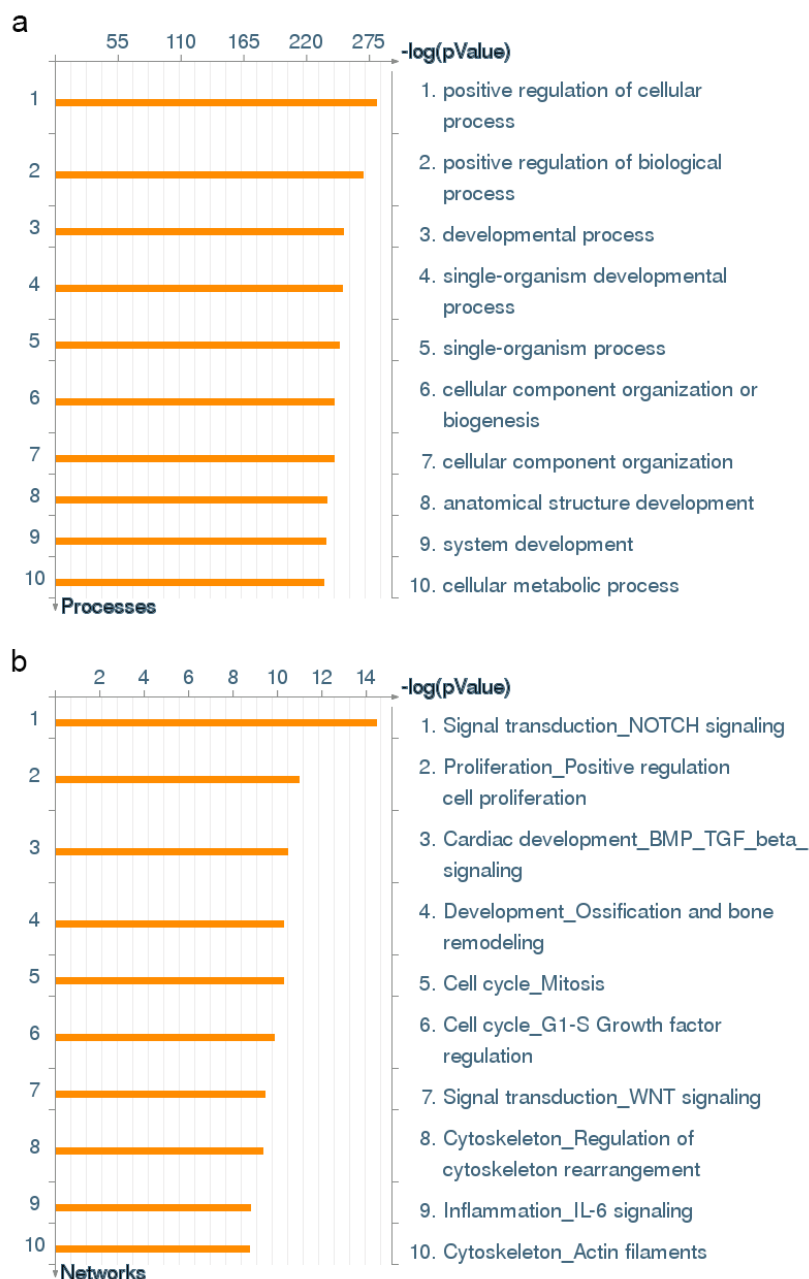 a
55 110 165 220 275 -log(pValue)
1 1. positive regulation of cellular
process
2 2. positive regulation of biological
process
3 3. developmental process
4 4. single-organism developmental
process
5 5. single-organism process
6 6. cellular component organization or
biogenesis
7 7. cellular component organization
8 8. anatomical structure development
9 9. system development
10 10. cellular metabolic process
Processes
b
2 4 6 8 10 12 14 -log(pValue)
1 1. Signal transduction_NOTCH signaling
2 2. Proliferation_Positive regulation
cell proliferation
3 3. Cardiac development_BMP_TGF_beta_
signaling
4 4. Development_Ossification and bone
remodeling
5 5. Cell cycle_Mitosis
6 6. Cell cycle_G1-S Growth factor
regulation
7 7. Signal transduction_WNT signaling
8 8. Cytoskeleton_Regulation of
cytoskeleton rearrangement
9 9. Inflammation_IL-6 signaling
10 10. Cytoskeleton_Actin filaments
Networks